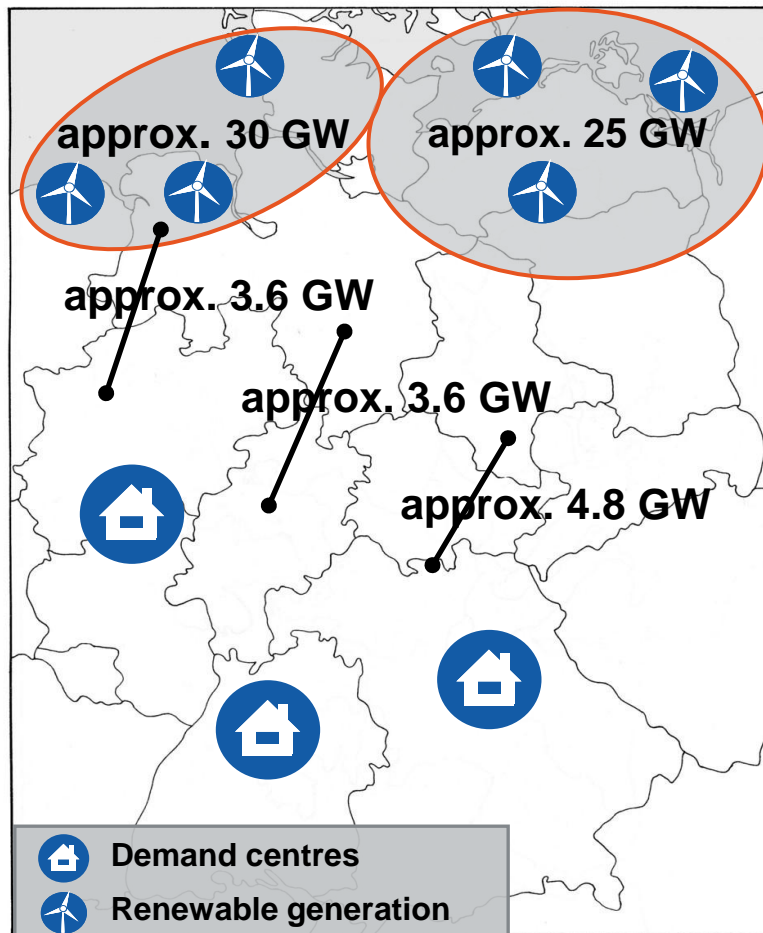 approx. 30 GW
approx. 25 GW
approx. 3.6 GW
approx. 3.6 GW
approx. 4.8 GW
Demand centres
Renewable generation